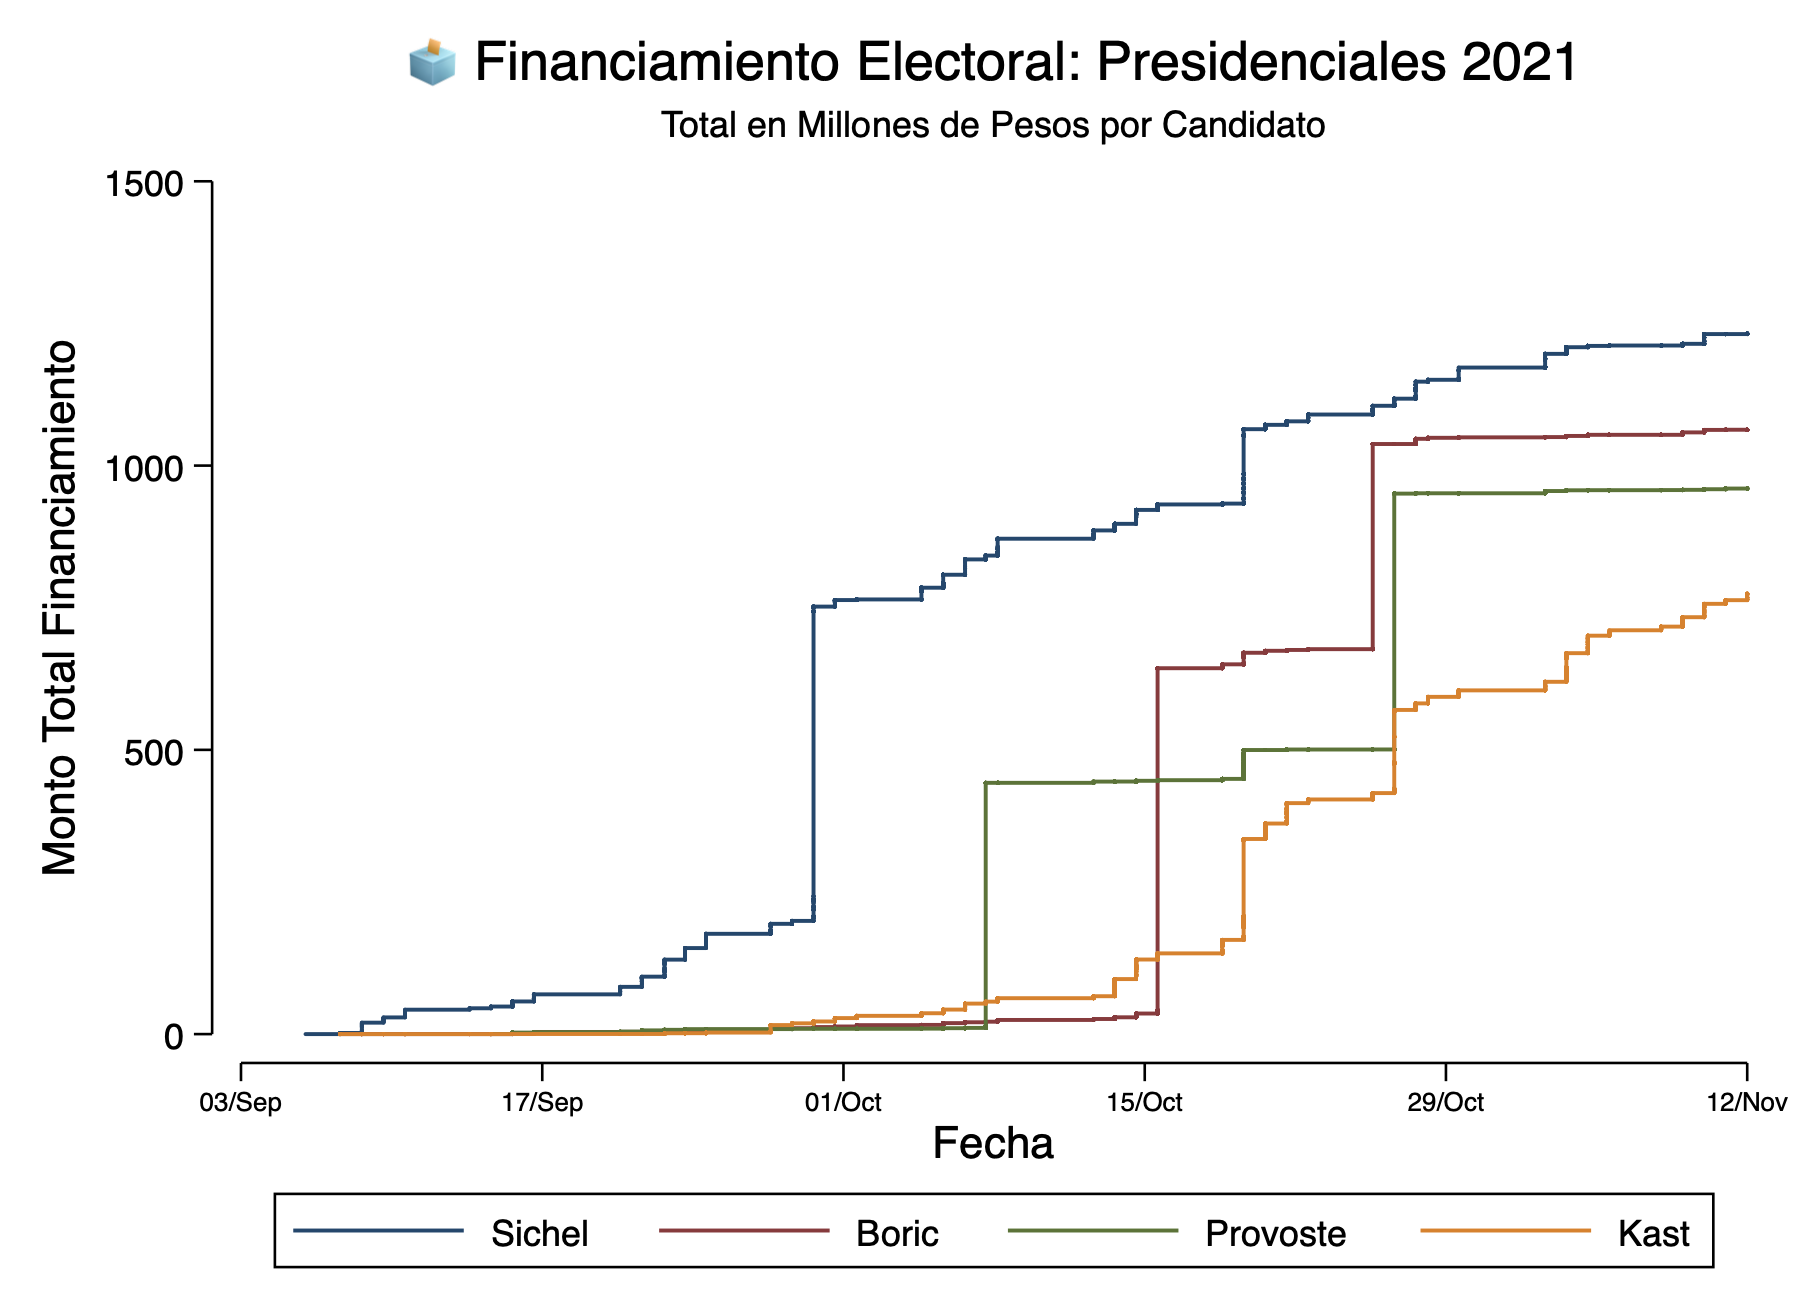 Financiamiento Electoral: Presidenciales 2021
Total en Millones de Pesos por Candidato
Monto Total Financiamiento
1500
1000
500
0
03/Sep 17/Sep 01/Oct 15/Oct 29/Oct 12/Nov
Fecha
Sichel Boric Provoste Kast